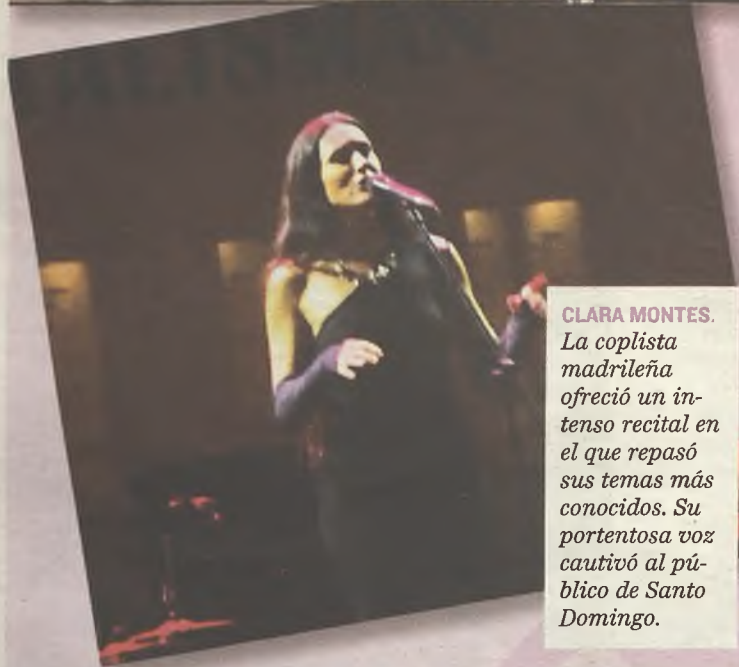 CLARA MONTES.
La coplista
madrileña
ofreció un in-
tenso recital en
el que repasó
sus temas más
conocidos. Su
portentosa voz
cautivó al pú-
blico de Santo
Domingo.